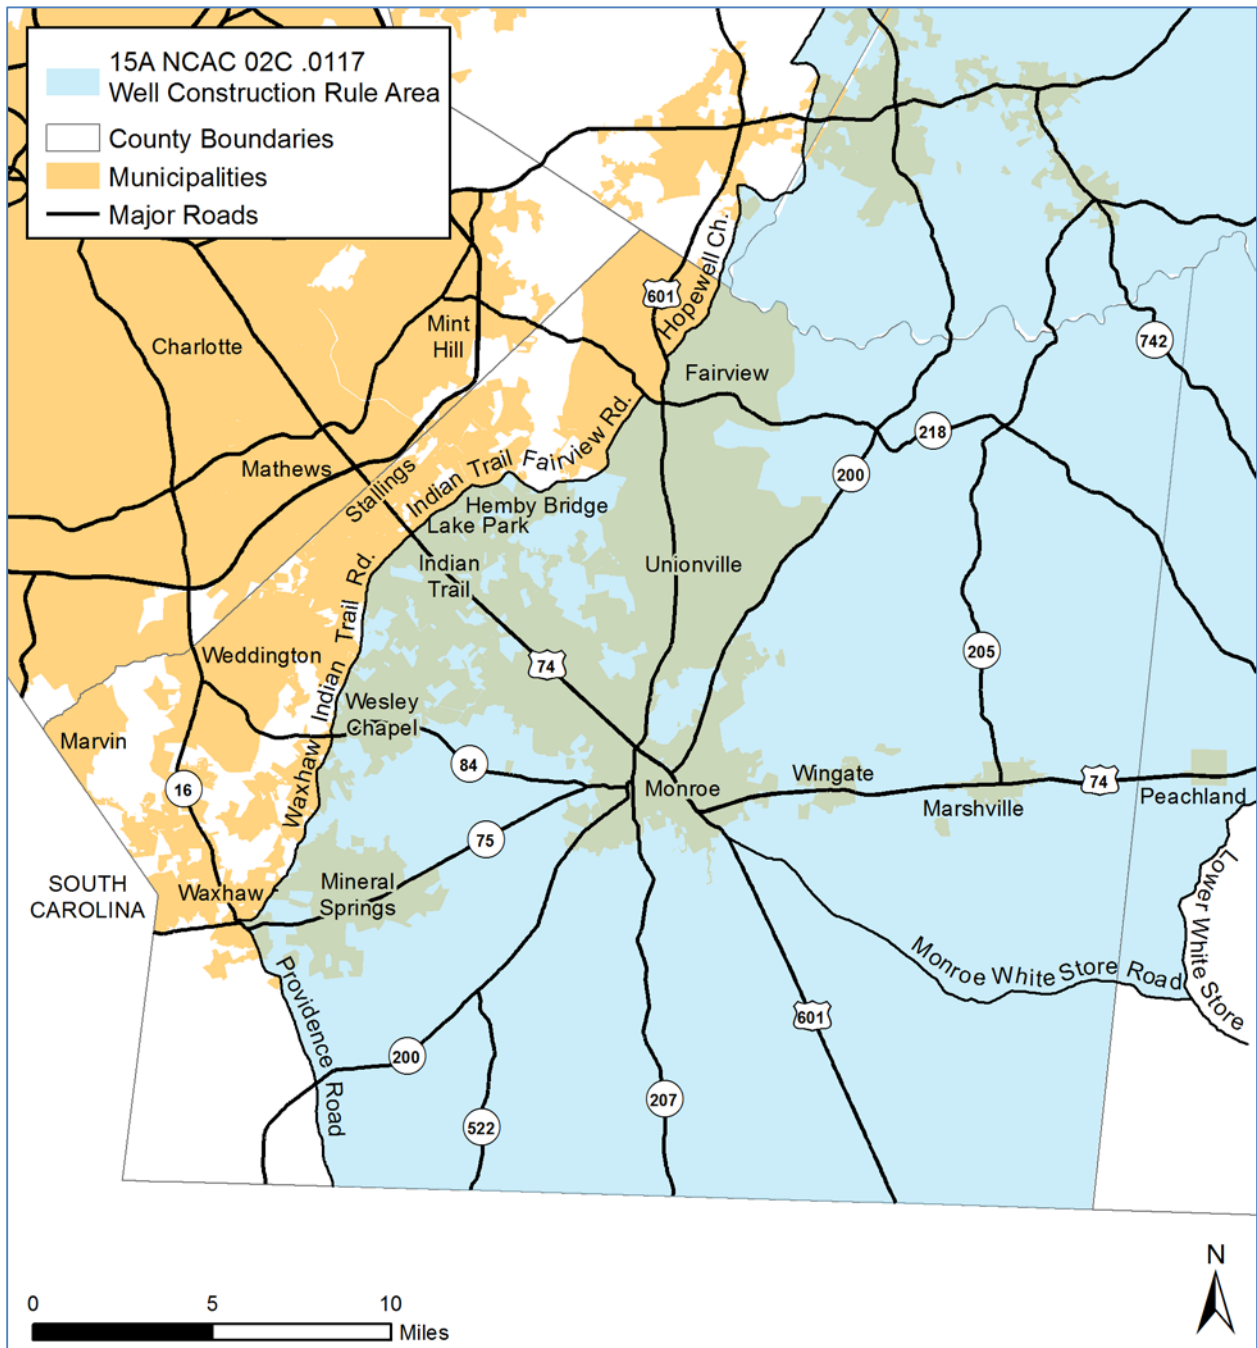 15A NCAC 02C .0117
Well Construction Rule Area
County Boundaries
Municipalities
Major Roads
601
Hopewell Ch.
742
Charlotte
Mint
Hill
Fairview
218
200
Mathews
Stallings
Indian Trail Fairview Rd.
Hemby Bridge
Lake Park
Indian
Trail
Unionville
Waxhaw Indian Trail Rd.
Weddington
74
205
Wesley
Chapel
Marvin
84
16
Monroe
Wingate
74
Marshville
Peachland
75
SOUTH
CAROLINA
Waxhaw
Mineral
Springs
Lower White Store
Monroe White Store Road
Providence Road
601
200
207
522
N
0
5
10
Miles